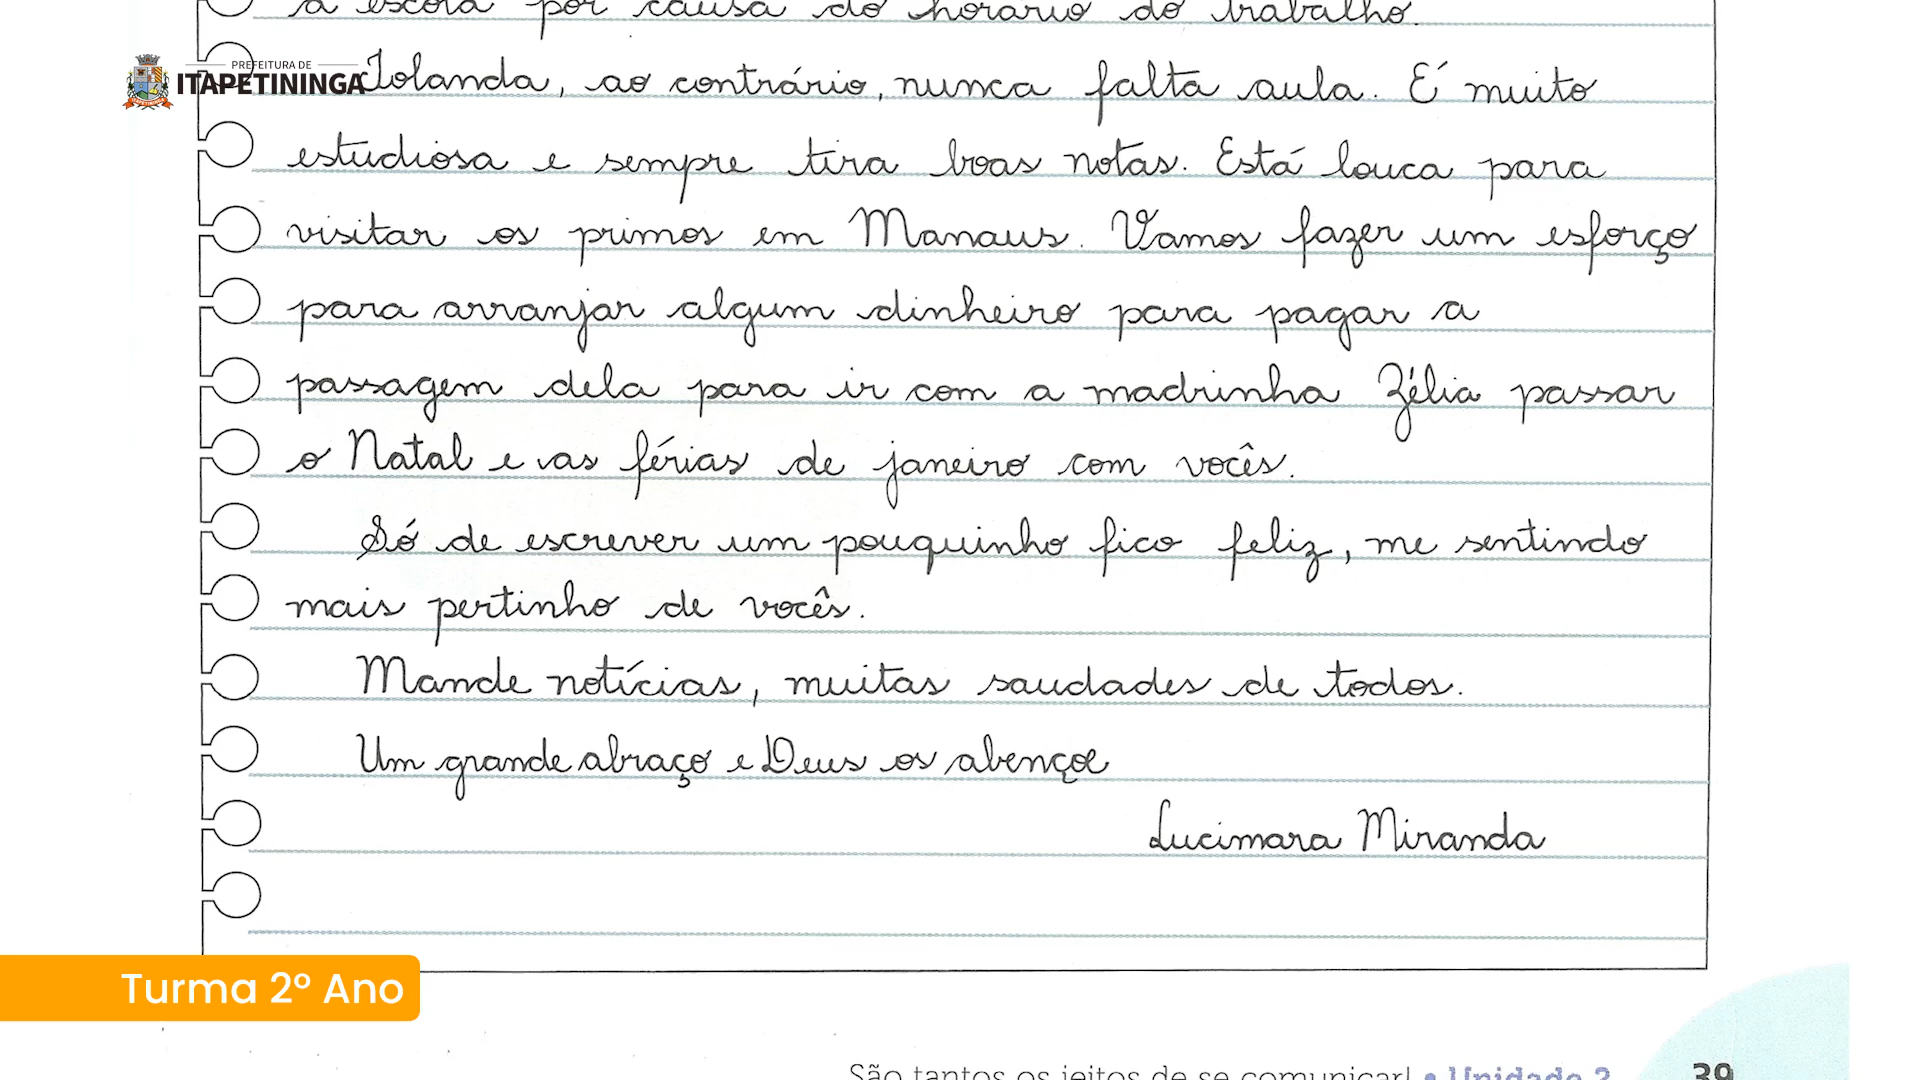 à escola por causa do horário do trabalho.
PREFEITURA DE
ITAPETININGA
Iolanda, ao contrário, nunca falta aula. É muito
estudiosa e sempre tira boas notas. Está louca para
visitar os primos em Manaus. Vamos fazer um esforço
para arranjar algum dinheiro para pagar a
passagem dela para ir com a madrinha Zélia passar
o Natal e as férias de janeiro com vocês.
Só de escrever um pouquinho fico feliz, me sentindo
mais pertinho de vocês.
Mande notícias, muitas saudades de todos.
Um grande abraço e Deus os abençoe
Lucimara Miranda
Turma 2º Ano
São tantos os jeitos de se comunicar! • Unidade 2 39